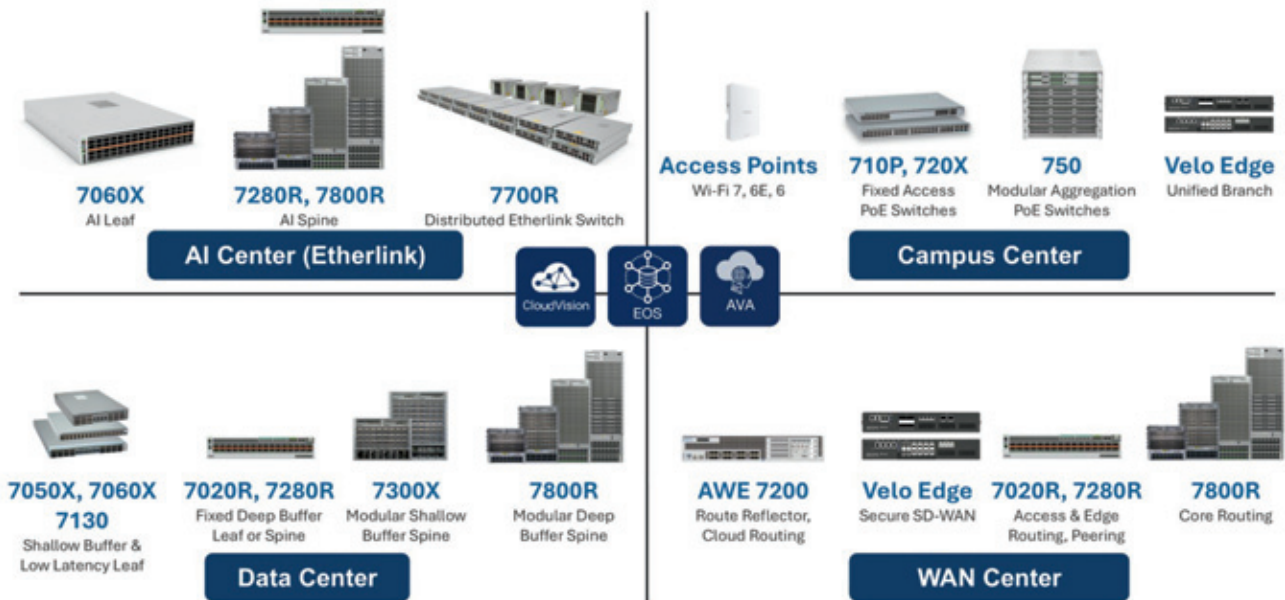 7060X
AI Leaf
7280R, 7800R
AI Spine
7700R
Distributed Etherlink Switch
AI Center (Etherlink)
Access Points
Wi-Fi 7, 6E, 6
710P, 720X
Fixed Access
PoE Switches
750
Modular Aggregation
PoE Switches
Velo Edge
Unified Branch
Campus Center
CloudVision
EOS
AVA
7050X, 7060X
7130
Shallow Buffer &
Low Latency Leaf
7020R, 7280R
Fixed Deep Buffer
Leaf or Spine
7300X
Modular Shallow
Buffer Spine
7800R
Modular Deep
Buffer Spine
Data Center
AWE 7200
Route Reflector,
Cloud Routing
Velo Edge
Secure SD-WAN
7020R, 7280R
Access & Edge
Routing, Peering
7800R
Core Routing
WAN Center